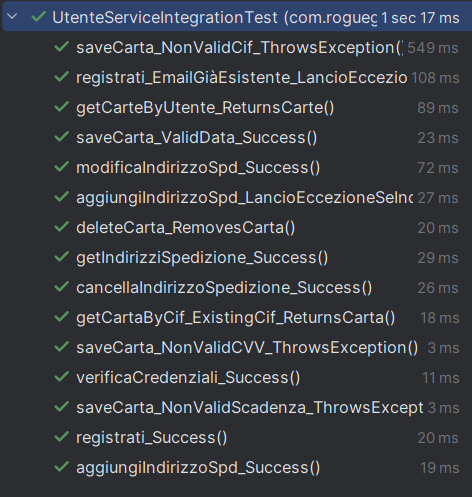 UtenteServiceIntegrationTest (com.rogueg 1 sec 17 ms
saveCarta_NonValidCif_ThrowsException( 549 ms
registrati_EmailGiàEsistente_LancioEccezio 108 ms
getCarteByUtente_ReturnsCarte() 89 ms
saveCarta_ValidData_Success() 23 ms
modificaIndirizzoSpd_Success() 72 ms
aggiungiIndirizzoSpd_LancioEccezioneSeInd 27 ms
deleteCarta_RemovesCarta() 20 ms
getIndirizziSpedizione_Success() 29 ms
cancellaIndirizzoSpedizione_Success() 26 ms
getCartaByCif_ExistingCif_ReturnsCarta() 18 ms
saveCarta_NonValidCVV_ThrowsException() 3 ms
verificaCredenziali_Success() 11 ms
saveCarta_NonValidScadenza_ThrowsExcept 3 ms
registrati_Success() 20 ms
aggiungiIndirizzoSpd_Success() 19 ms